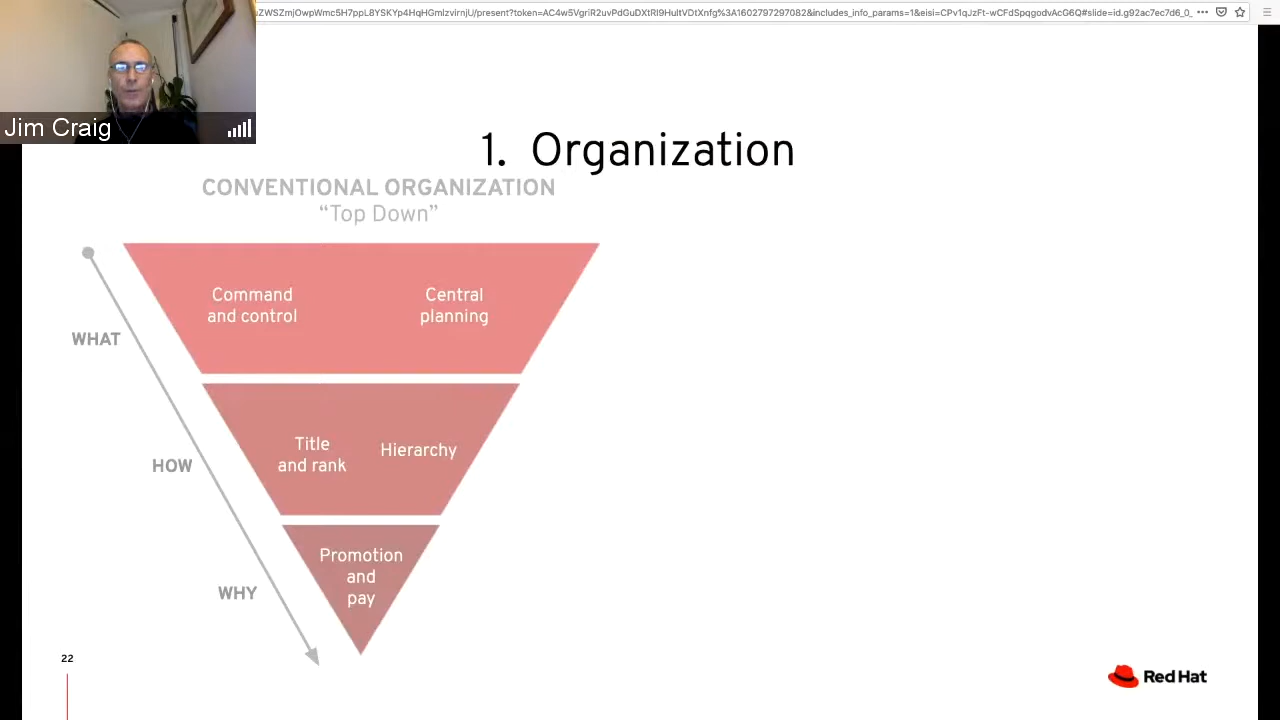 Jim Craig
1. Organization
CONVENTIONAL ORGANIZATION
“Top Down”
Command
and control
Central
planning
WHAT
Title
and rank
Hierarchy
HOW
Promotion
and
pay
WHY
22
Red Hat